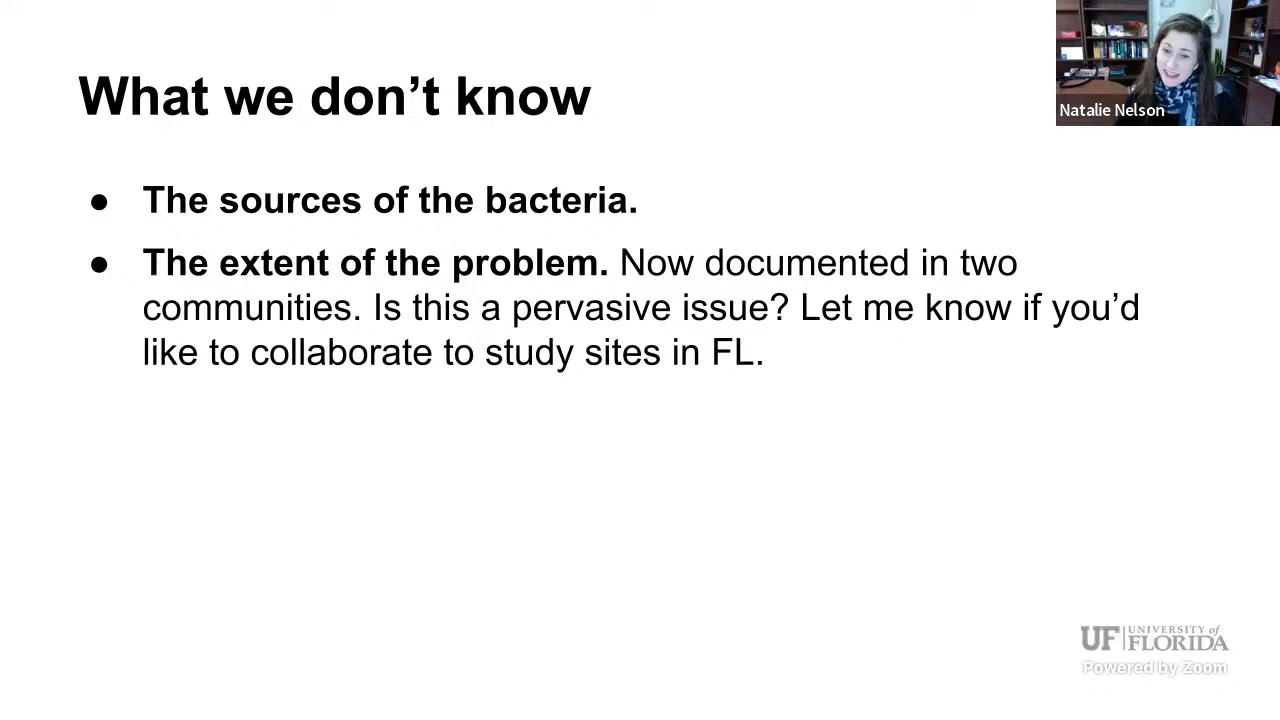 What we don’t know
Natalie Nelson
● The sources of the bacteria.
● The extent of the problem. Now documented in two
communities. Is this a pervasive issue? Let me know if you’d
like to collaborate to study sites in FL.
UF UNIVERSITY of
FLORIDA
Powered by Zoom